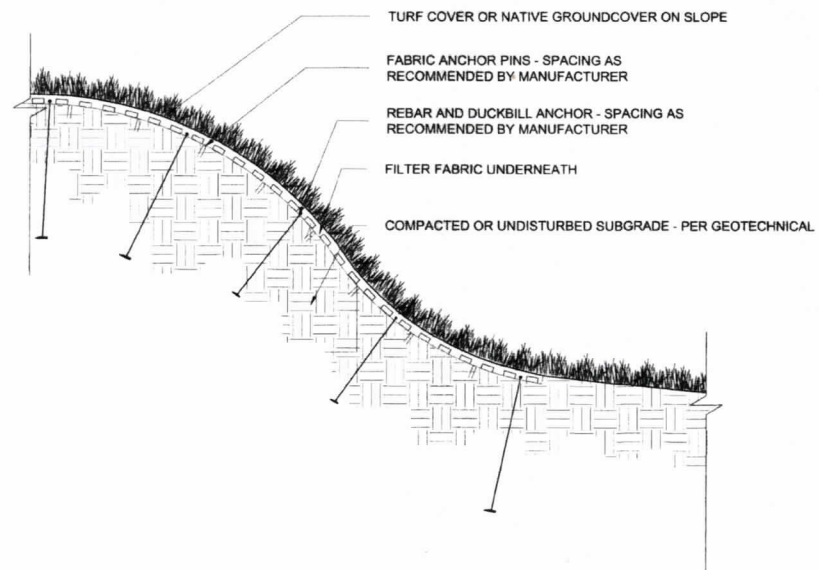 TURF COVER OR NATIVE GROUNDCOVER ON SLOPE
FABRIC ANCHOR PINS - SPACING AS
RECOMMENDED BY MANUFACTURER
REBAR AND DUCKBILL ANCHOR - SPACING AS
RECOMMENDED BY MANUFACTURER
FILTER FABRIC UNDERNEATH
COMPACTED OR UNDISTURBED SUBGRADE - PER GEOTECHNICAL